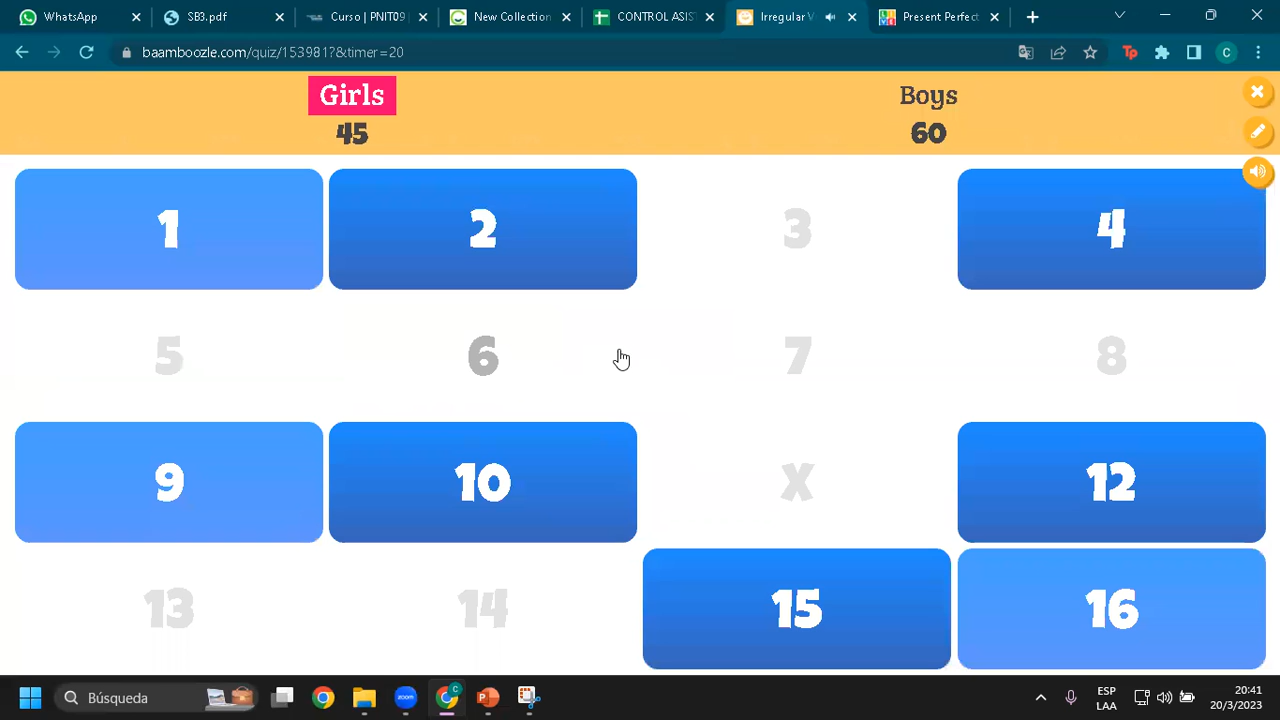 WhatsApp
SB3.pdf
Curso | PNIT09
New Collection
CONTROL ASIST
Irregular V
Present Perfect
baamboozle.com/quiz/1539817&timer=20
Tp
C
Girls
45
Boys
60
1
2
3
4
5
6
7
8
9
10
X
12
13
14
15
16
Búsqueda
ESP
LAA
20:41
20/3/2023